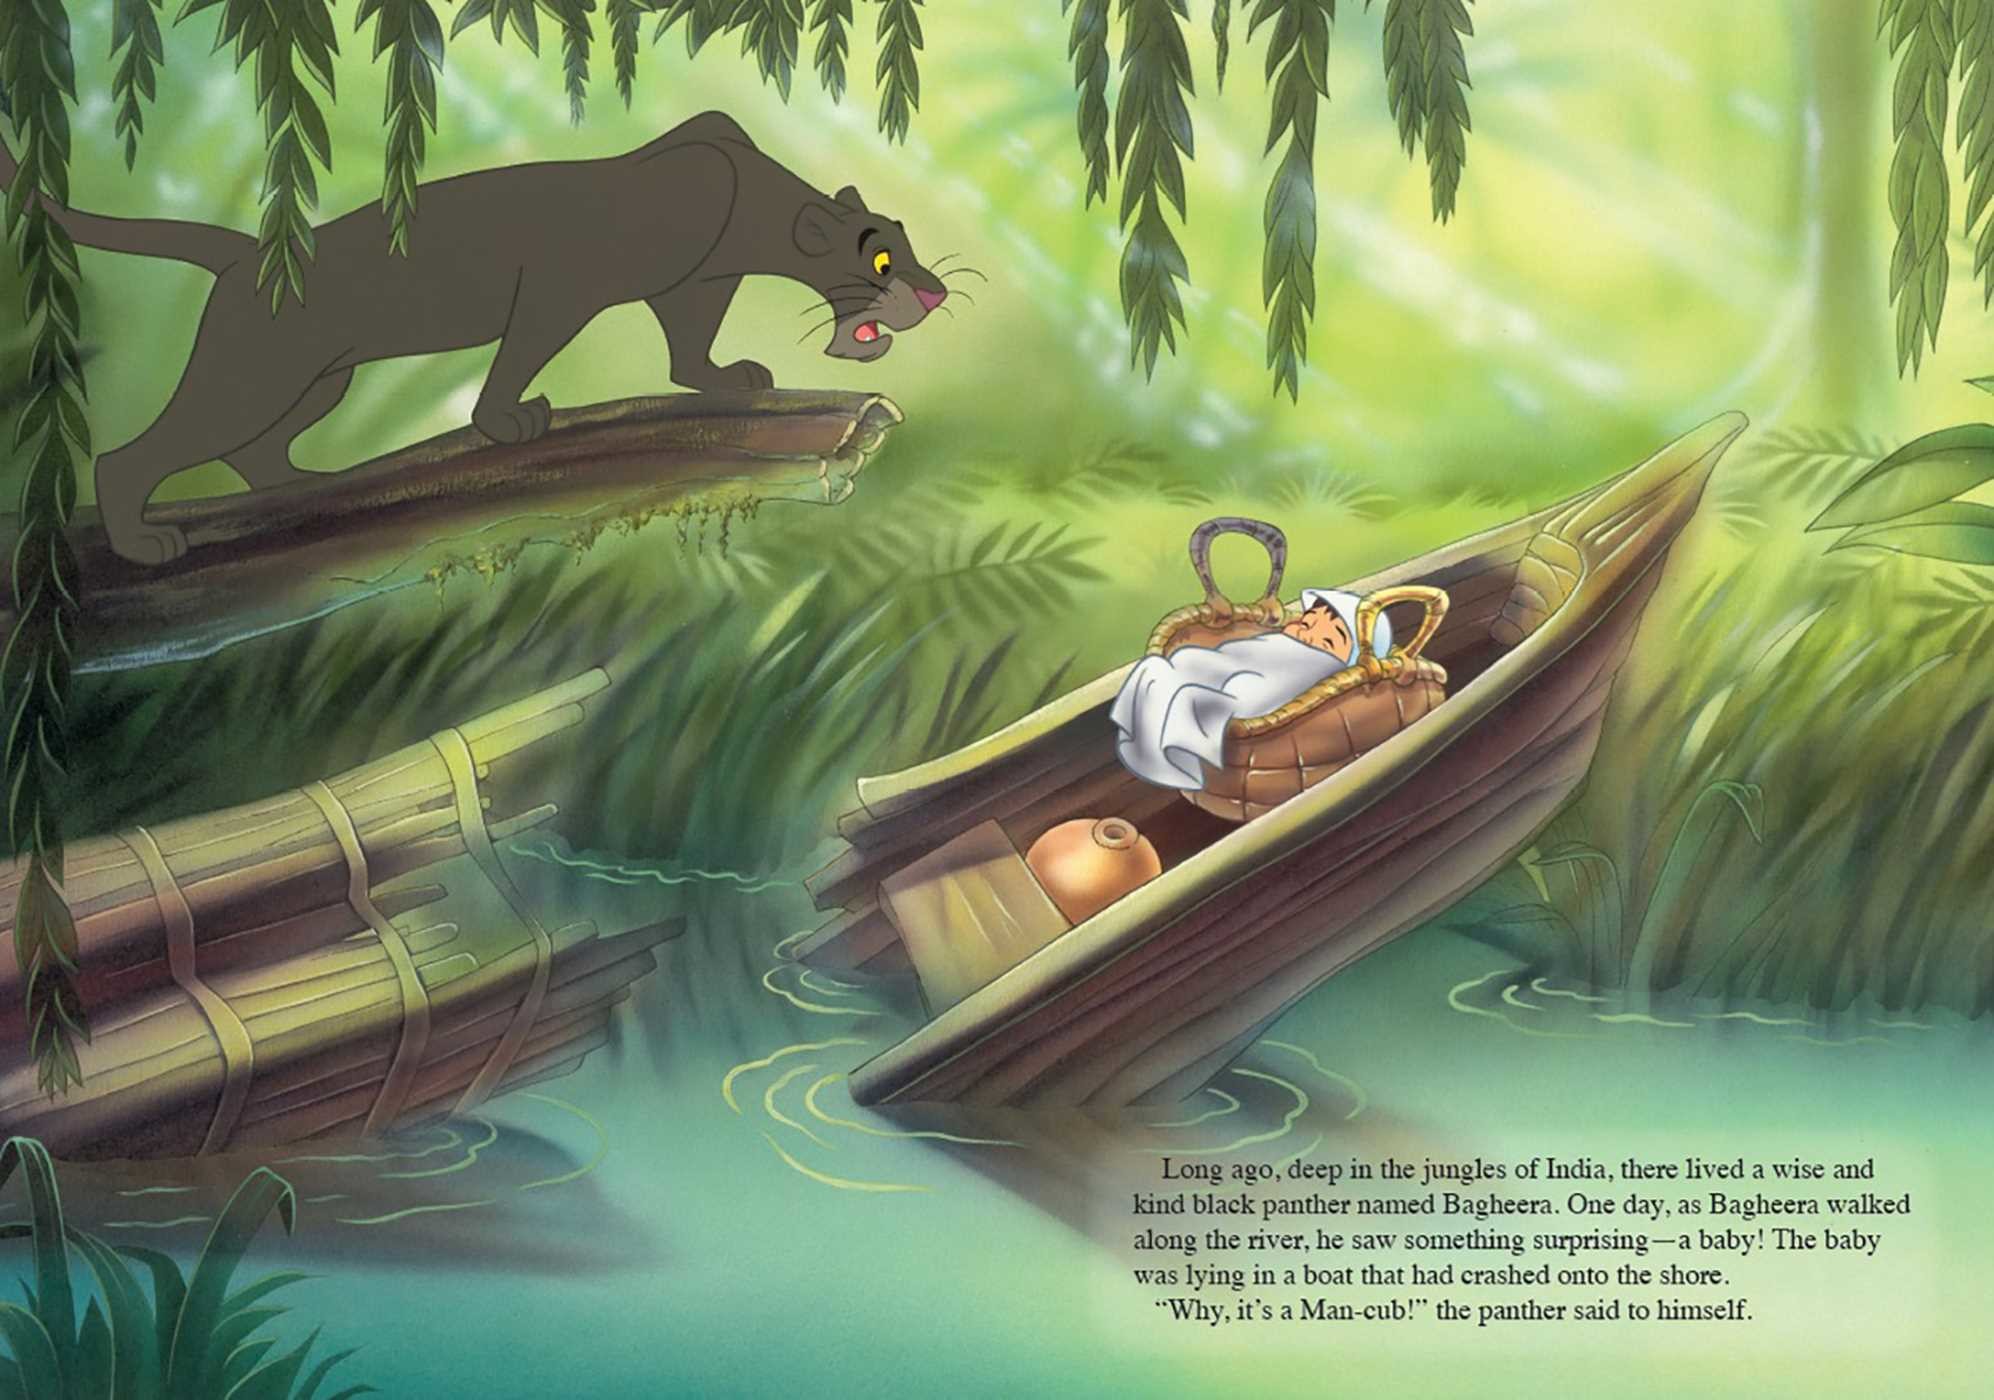 Long ago, deep in the jungles of India, there lived a wise and
kind black panther named Bagheera. One day, as Bagheera walked
along the river, he saw something surprising—a baby! The baby
was lying in a boat that had crashed onto the shore.
“Why, it’s a Man-cub!” the panther said to himself.